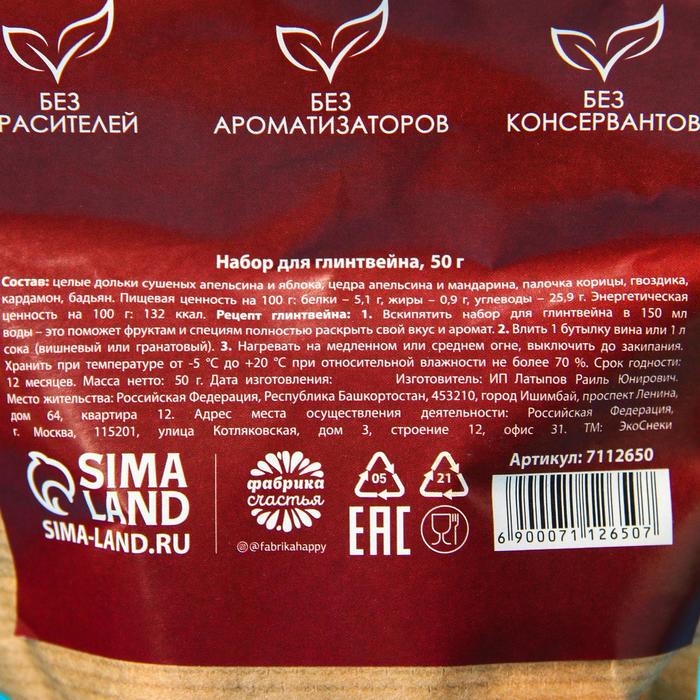 БЕЗ
РАСИТЕЛЕЙ
БЕЗ
АРОМАТИЗАТОРОВ
БЕЗ
КОНСЕРВАНТОВ
Набор для глинтвейна, 50 г
Состав: целые дольки сушеных апельсина и яблока, цедра апельсина и мандарина, палочка корицы, гвоздика,
кардамон, бадьян. Пищевая ценность на 100 г: белки – 5,1 г, жиры – 0,9 г, углеводы – 25,9 г. Энергетическая
ценность на 100 г: 132 ккал. Рецепт глинтвейна: 1. Вскипятить набор для глинтвейна в 150 мл
воды – это поможет фруктам и специям полностью раскрыть свой вкус и аромат. 2. Влить 1 бутылку вина или 1 л
сока (вишневый или гранатовый). 3. Нагревать на медленном или среднем огне, выключить до закипания.
Хранить при температуре от -5 °С до +20 °С при относительной влажности не более 70 %. Срок годности:
12 месяцев. Масса нетто: 50 г. Дата изготовления: Изготовитель: ИП Латыпов Раиль Юнирович.
Место жительства: Российская Федерация, Республика Башкортостан, 453210, город Ишимбай, проспект Ленина,
дом 64, квартира 12. Адрес места осуществления деятельности: Российская Федерация,
г. Москва, 115201, улица Котляковская, дом 3, строение 12, офис 31. ТМ: ЭкоСнеки
SIMA
LAND
SIMA-LAND.RU
фабрика
счастья
@fabrikahappy
05
21
EAC
Артикул: 7112650
6 900071 126507